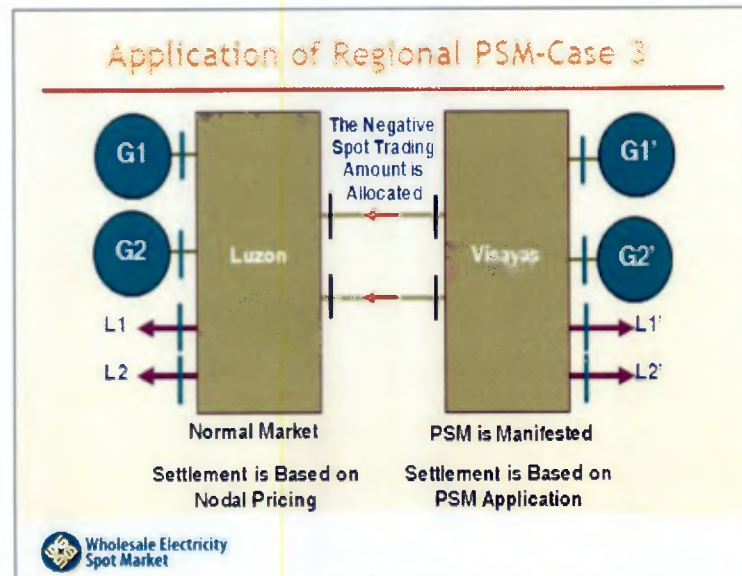 Application of Regional PSM-Case 3
The Negative
Spot Trading
Amount is
Allocated
G1
G2
Luzon
L1
L2
Visayas
G1'
G2'
L1'
L2'
Normal Market
PSM is Manifested
Settlement is Based on
Nodal Pricing
Settlement is Based on
PSM Application
Wholesale Electricity
Spot Market